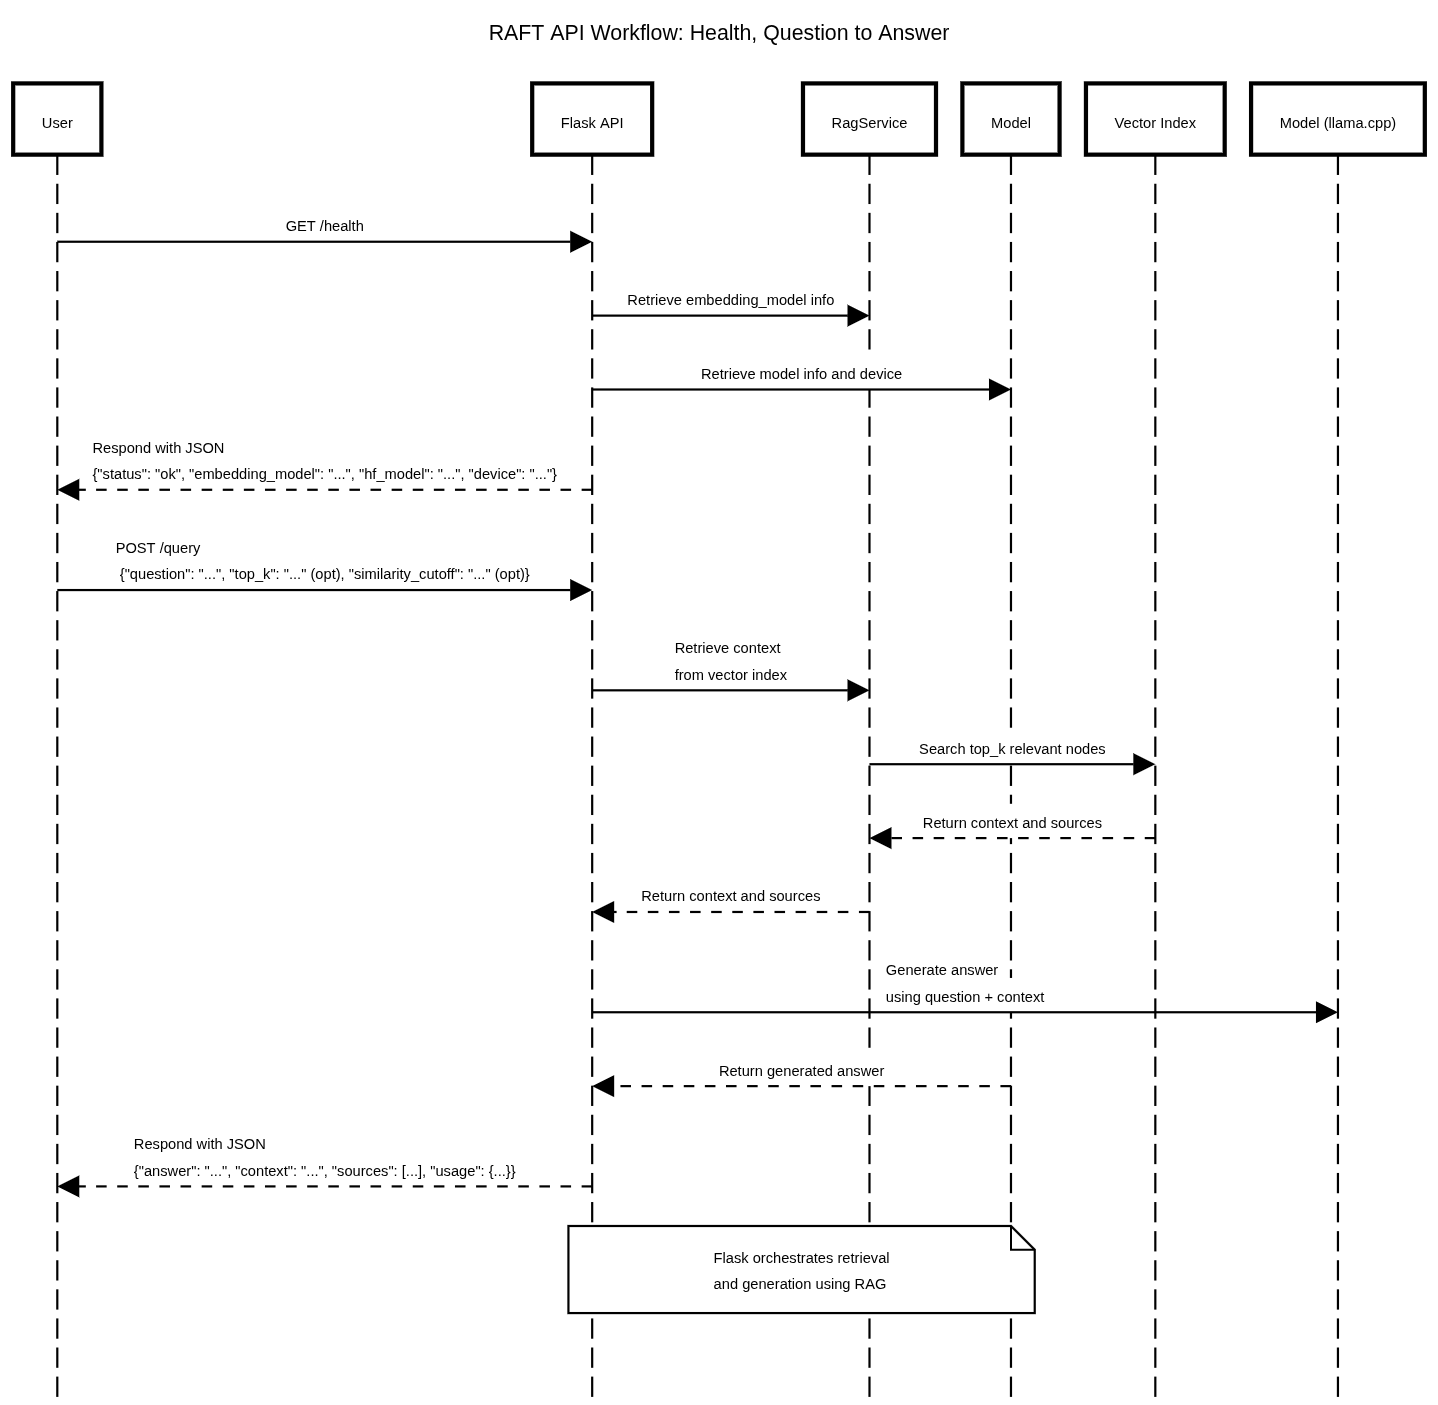 RAFT API Workflow: Health, Question to Answer
User
Flask API
RagService
Model
Vector Index
Model (llama.cpp)
GET /health
Retrieve embedding_model info
Retrieve model info and device
Respond with JSON
{"status": "ok", "embedding_model": "...", "hf_model": "...", "device": "..."}
POST /query
{"question": "...", "top_k": "..." (opt), "similarity_cutoff": "..." (opt)}
Retrieve context
from vector index
Search top_k relevant nodes
Return context and sources
Return context and sources
Generate answer
using question + context
Return generated answer
Respond with JSON
{"answer": "...", "context": "...", "sources": [...], "usage": {...}}
Flask orchestrates retrieval
and generation using RAG